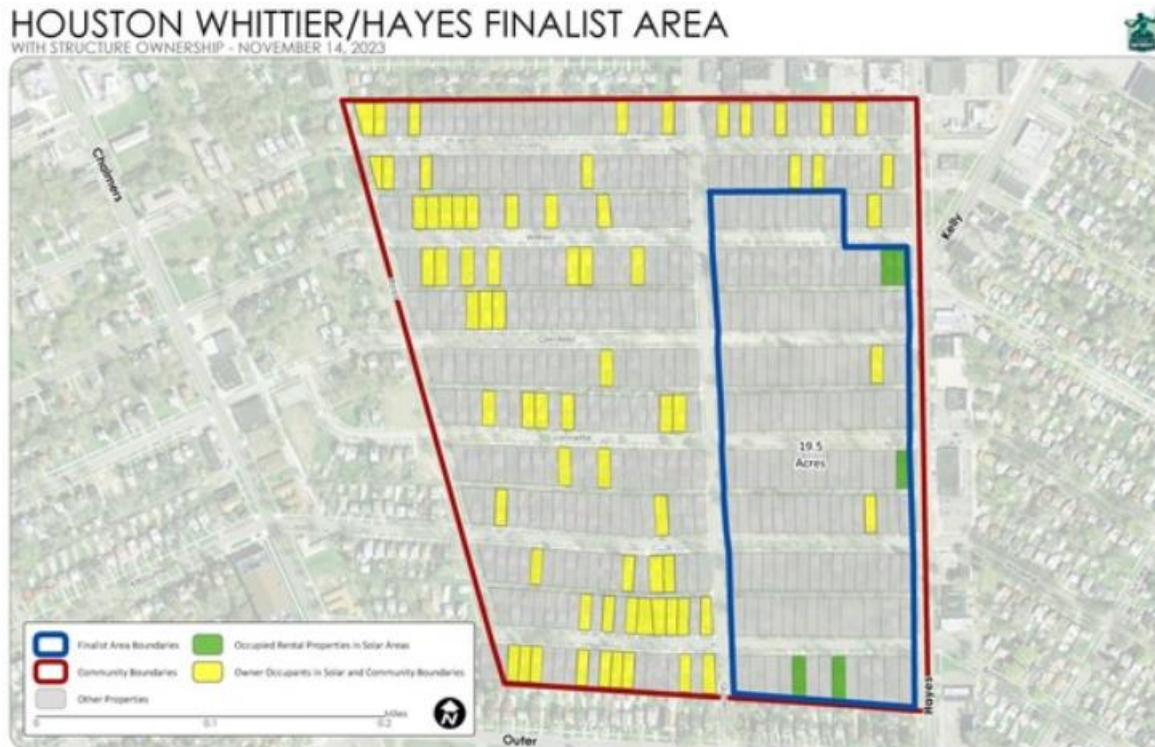 HOUSTON WHITTIER/HAYES FINALIST AREA
WITH STRUCTURE OWNERSHIP - NOVEMBER 14, 2023
Chalmers
Kelly
19.5
Acres
Finalist Area Boundaries
Occupied Rental Properties in Solar Areas
Community Boundaries
Owner Occupants in Solar and Community Boundaries
Other Properties
0 0.1 0.2 Miles
N
Hayes
Outer